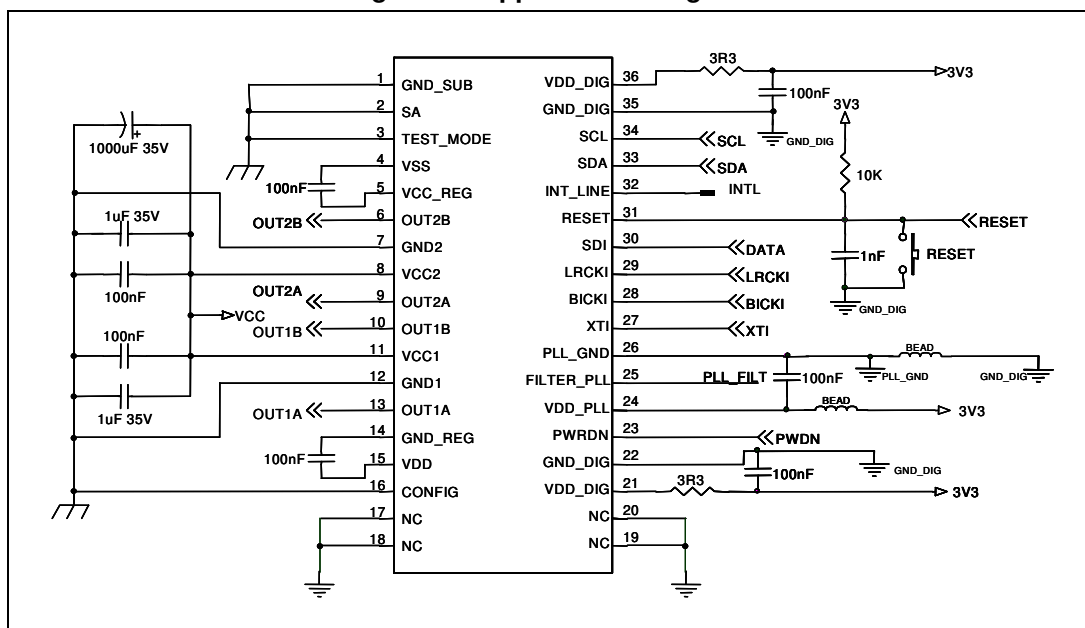 1 GND_SUB
2 SA
3 TEST_MODE
4 VSS
100nF
5 VCC_REG
OUT2B 6 OUT2B
7 GND2
8 VCC2
OUT2A 9 OUT2A
OUT1B 10 OUT1B
11 VCC1
12 GND1
OUT1A 13 OUT1A
14 GND_REG
100nF
15 VDD
16 CONFIG
17 NC
18 NC
+
1000uF 35V
1uF 35V
100nF
VCC
100nF
1uF 35V
VDD_DIG 36
3R3
3V3
100nF
GND_DIG 35
GND_DIG
SCL 34 SCL
SDA 33 SDA
INT_LINE 32 INTL
3V3
10K
RESET 31 RESET
1nF
RESET
GND_DIG
SDI 30 DATA
LRCKI 29 LRCKI
BICKI 28 BICKI
XTI 27 XTI
PLL_GND 26
BEAD
PLL_GND
GND_DIG
FILTER_PLL 25 PLL_FILT
100nF
VDD_PLL 24
BEAD
3V3
PWRDN 23 PWDN
GND_DIG 22
GND_DIG
100nF
VDD_DIG 21
3R3
3V3
NC 20
NC 19